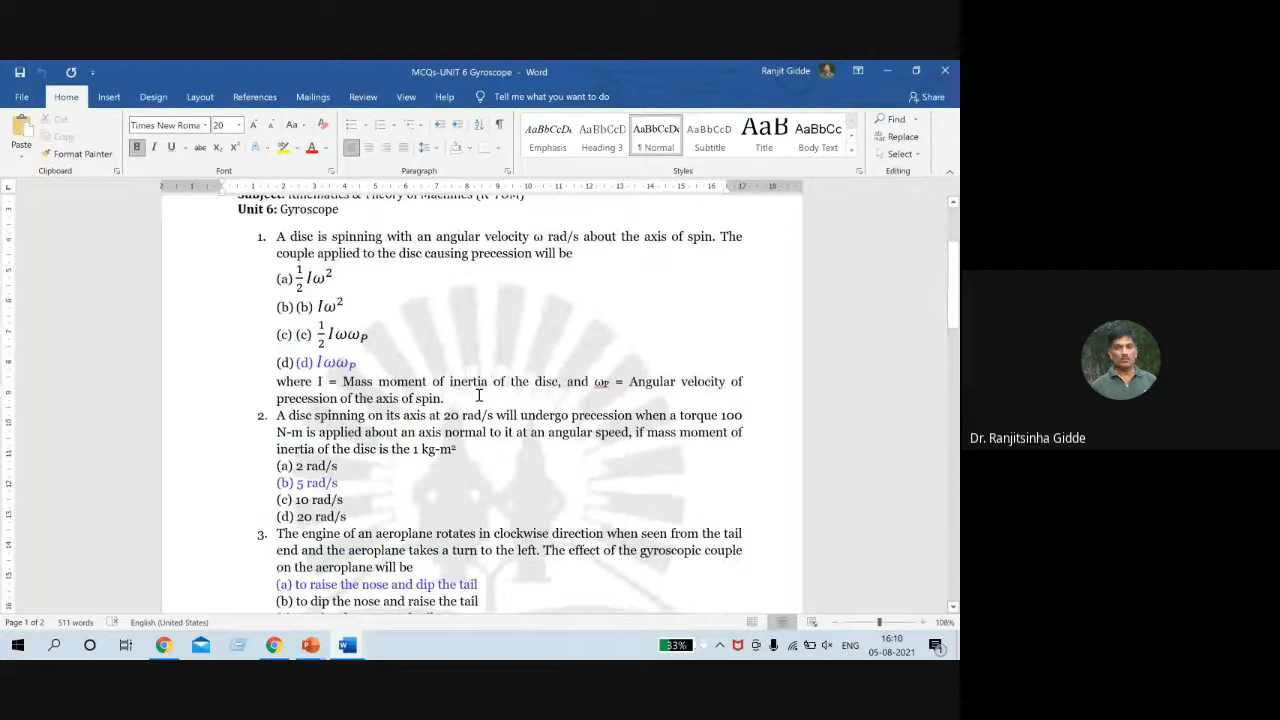 MCQs-UNIT 6 Gyroscope - Word
Ranjit Gidde
File Home Insert Design Layout References Mailings Review View Help Tell me what you want to do Share
Paste
Cut
Copy
Format Painter
Times New Roma 20
AaBbCcDc AaBbCcD AaBbCcDc AaBbCcD AaB AaBbCc
Emphasis Heading 3 1 Normal Subtitle Title Body Text
Find
Replace
Select
Clipboard Font Paragraph Styles Editing
Subject: Kinematics & Theory of Machines
Unit 6: Gyroscope
1. A disc is spinning with an angular velocity ω rad/s about the axis of spin. The
couple applied to the disc causing precession will be
(a) 1/2 Iω²
(b) (b) Iω²
(c) (c) 1/2 Iωω_P
(d) (d) Iωω_P
where I = Mass moment of inertia of the disc, and ωP = Angular velocity of
precession of the axis of spin.
2. A disc spinning on its axis at 20 rad/s will undergo precession when a torque 100
N-m is applied about an axis normal to it at an angular speed, if mass moment of
inertia of the disc is the 1 kg-m²
(a) 2 rad/s
(b) 5 rad/s
(c) 10 rad/s
(d) 20 rad/s
3. The engine of an aeroplane rotates in clockwise direction when seen from the tail
end and the aeroplane takes a turn to the left. The effect of the gyroscopic couple
on the aeroplane will be
(a) to raise the nose and dip the tail
(b) to dip the nose and raise the tail
Page 1 of 2 511 words English (United States) 108%
33% ENG 16:10
05-08-2021
Dr. Ranjitsinha Gidde